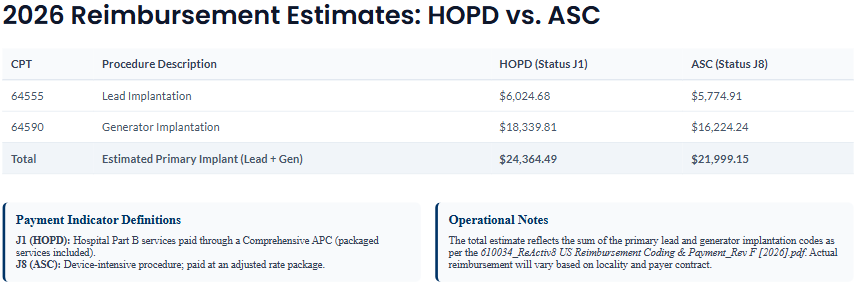 2026 Reimbursement Estimates: HOPD vs. ASC
CPT Procedure Description HOPD (Status J1) ASC (Status J8)
64555 Lead Implantation $6,024.68 $5,774.91
64590 Generator Implantation $18,339.81 $16,224.24
Total Estimated Primary Implant (Lead + Gen) $24,364.49 $21,999.15
Payment Indicator Definitions
J1 (HOPD): Hospital Part B services paid through a Comprehensive APC (packaged
services included).
J8 (ASC): Device-intensive procedure; paid at an adjusted rate package.
Operational Notes
The total estimate reflects the sum of the primary lead and generator implantation codes as
per the 610034_ReActiv8 US Reimbursement Coding & Payment_Rev F [2026].pdf. Actual
reimbursement will vary based on locality and payer contract.